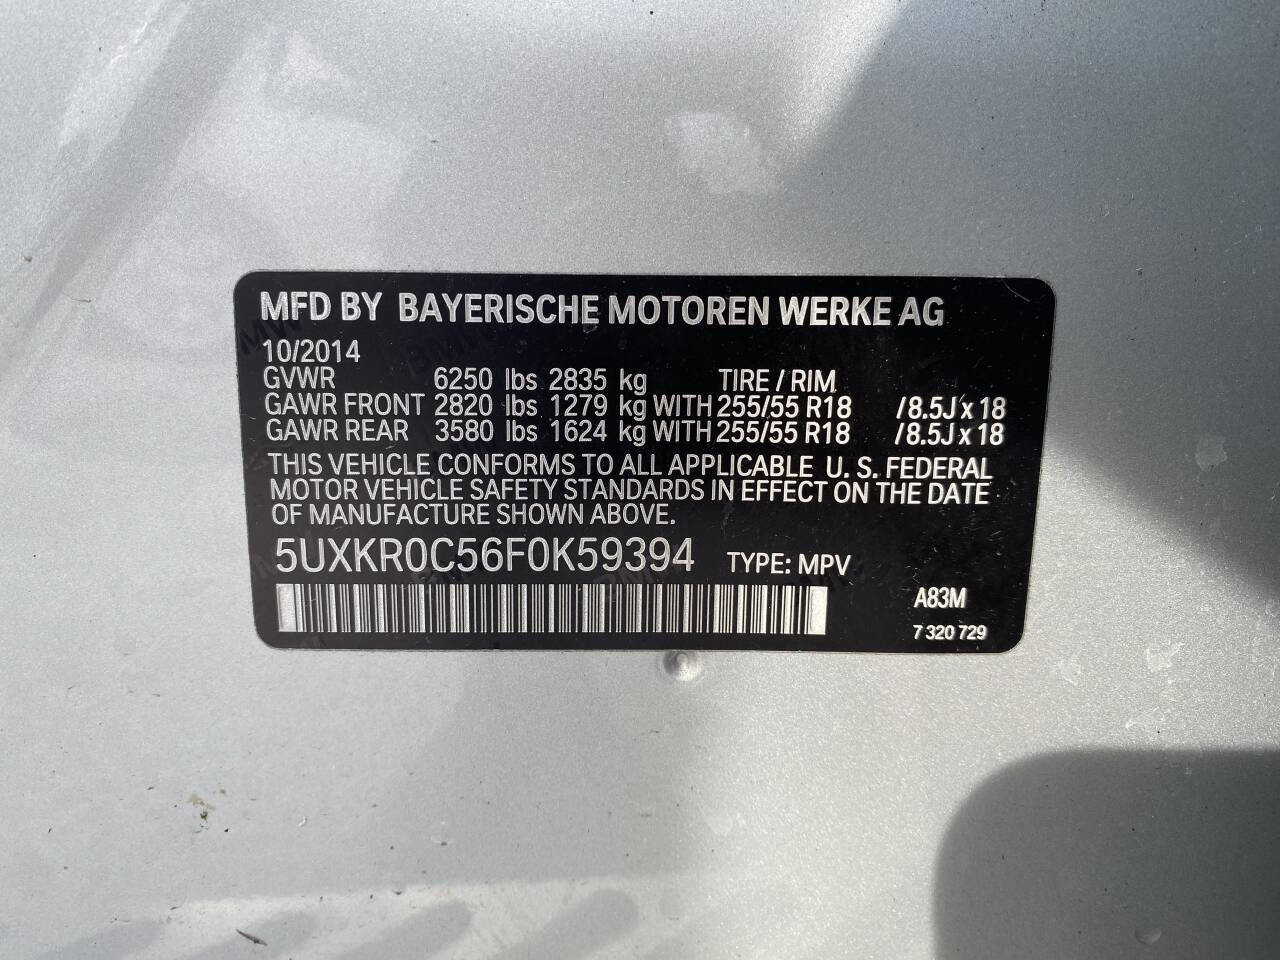 MFD BY BAYERISCHE MOTOREN WERKE AG
10/2014
GVWR 6250 lbs 2835 kg TIRE / RIM
GAWR FRONT 2820 lbs 1279 kg WITH 255/55 R18 /8.5J x 18
GAWR REAR 3580 lbs 1624 kg WITH 255/55 R18 /8.5J x 18
THIS VEHICLE CONFORMS TO ALL APPLICABLE U. S. FEDERAL
MOTOR VEHICLE SAFETY STANDARDS IN EFFECT ON THE DATE
OF MANUFACTURE SHOWN ABOVE.
5UXKR0C56F0K59394 TYPE: MPV
A83M
7 320 729